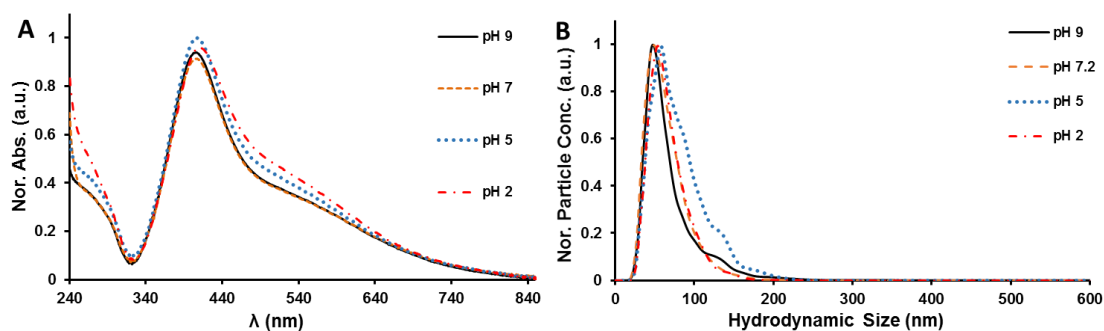 A
Nor. Abs. (a.u.)
1
0.8
0.6
0.4
0.2
0
240 340 440 540 640 740 840
λ (nm)
pH 9
pH 7
pH 5
pH 2
B
Nor. Particle Conc. (a.u.)
1
0.8
0.6
0.4
0.2
0
0 100 200 300 400 500 600
Hydrodynamic Size (nm)
pH 9
pH 7.2
pH 5
pH 2